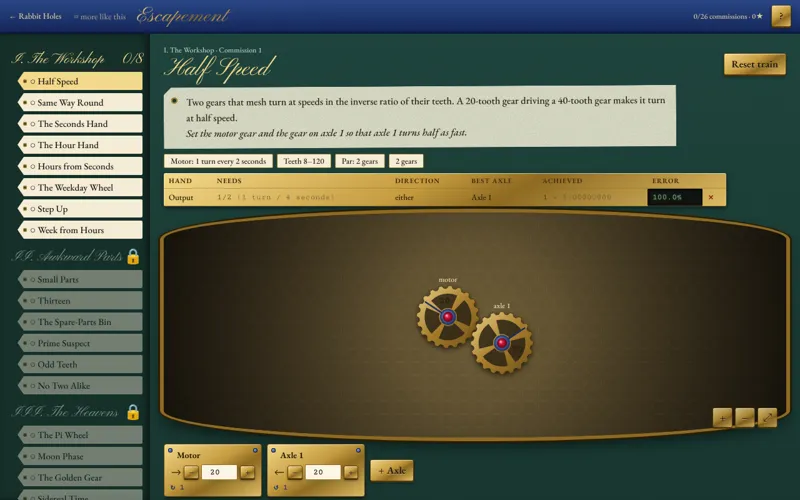 ← Rabbit Holes
≈ more like this
Escapement
0/26 commissions · 0★
?
I. The Workshop 0/8
○ Half Speed
○ Same Way Round
○ The Seconds Hand
○ The Hour Hand
○ Hours from Seconds
○ The Weekday Wheel
○ Step Up
○ Week from Hours
II. Awkward Parts 🔒
○ Small Parts
○ Thirteen
○ The Spare-Parts Bin
○ Prime Suspect
○ Odd Teeth
○ No Two Alike
III. The Heavens 🔒
○ The Pi Wheel
○ Moon Phase
○ The Golden Gear
○ Sidereal Time
I. The Workshop · Commission 1
Half Speed
Reset train
Two gears that mesh turn at speeds in the inverse ratio of their teeth. A 20-tooth gear driving a 40-tooth gear makes it turn
at half speed.
Set the motor gear and the gear on axle 1 so that axle 1 turns half as fast.
Motor: 1 turn every 2 seconds
Teeth 8–120
Par: 2 gears
2 gears
HAND NEEDS DIRECTION BEST AXLE ACHIEVED ERROR
Output 1/2 (1 turn / 4 seconds) either Axle 1 100.0% ×
motor
axle 1
+ − ⤢
Motor
→ − 20 +
↻ 1
Axle 1
← − 20 +
↺ 1
+ Axle